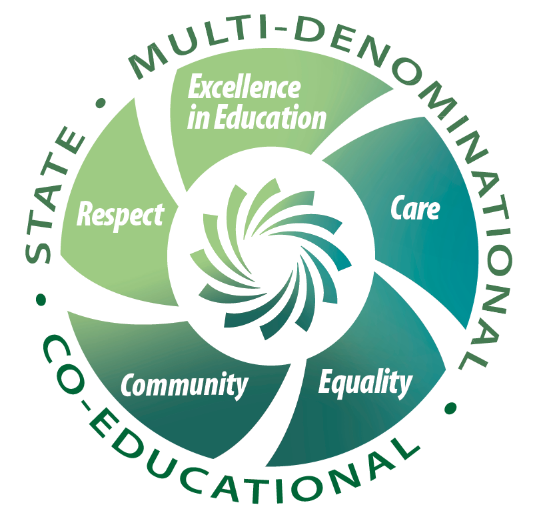 STATE • MULTI-DENOMINATIONAL •
CO-EDUCATIONAL •
Excellence
in Education
Care
Equality
Community
Respect